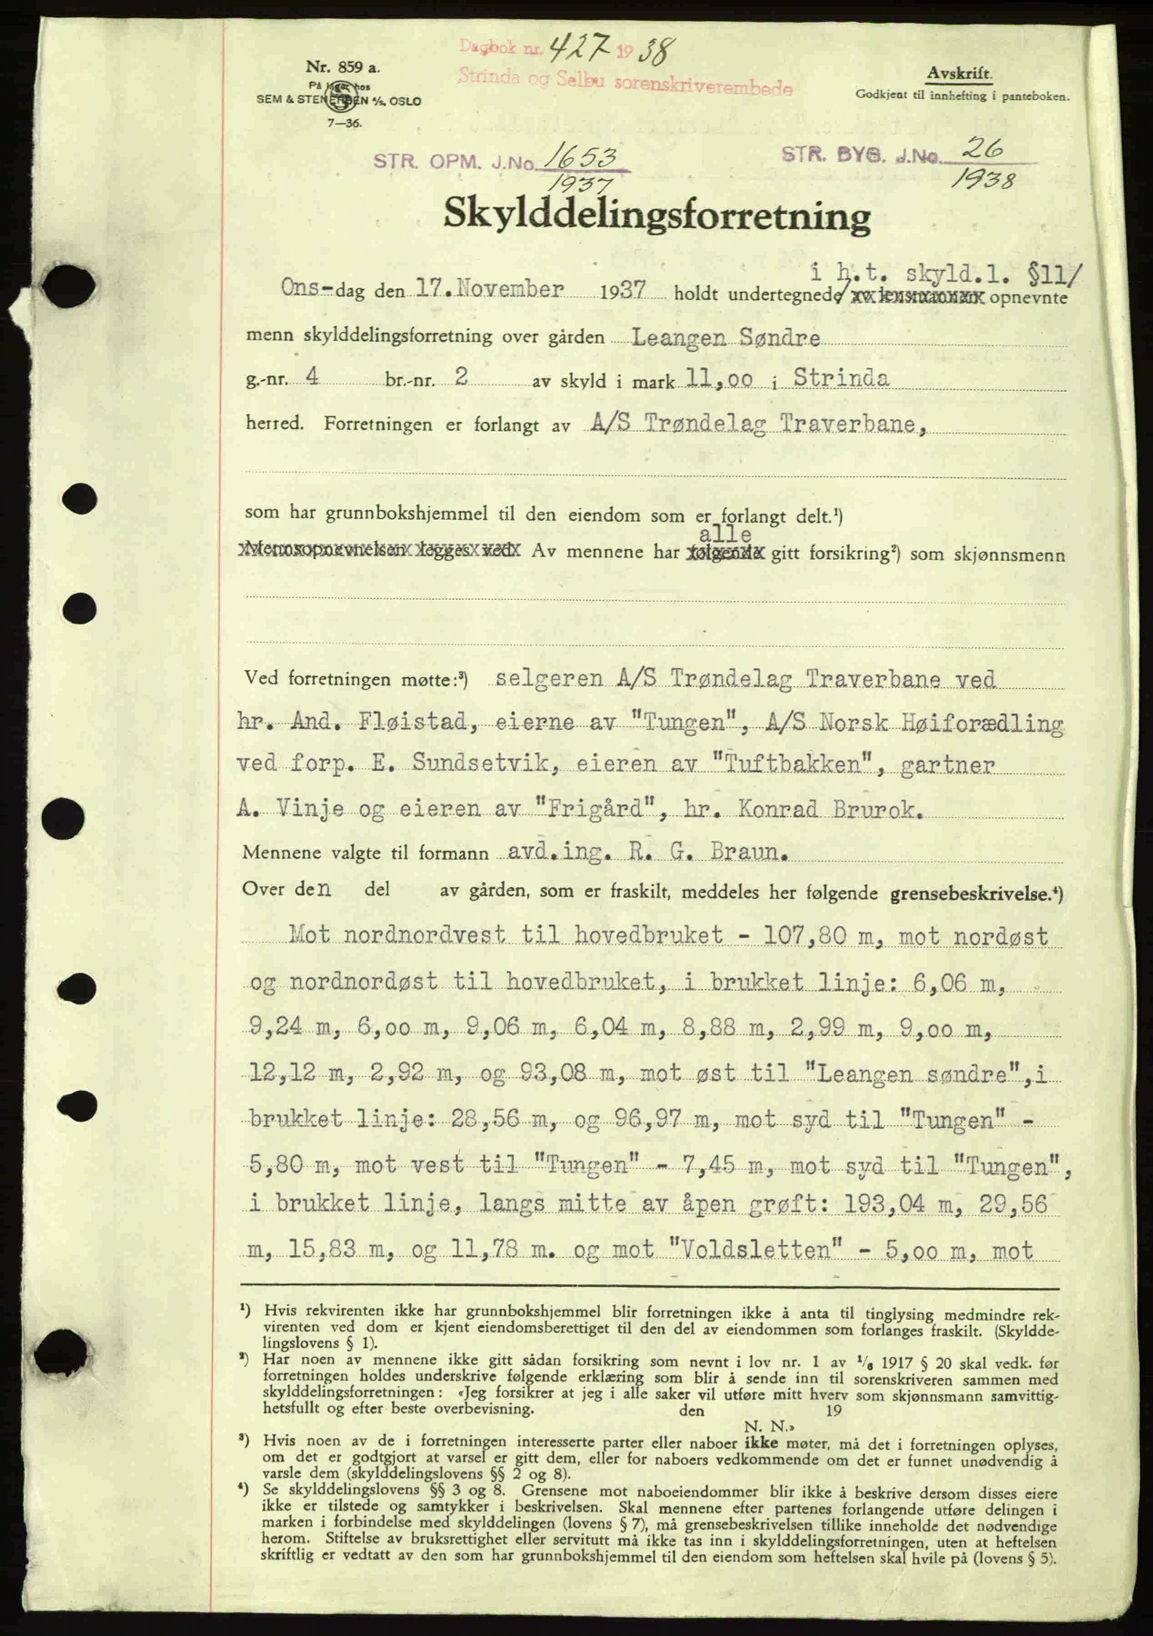 Dagbok nr. 427 1938
Strinda og Selbu sorenskriverembede
Nr. 859 a.
På lager hos
SEM & STENERSEN A/S, OSLO
7—36.
Avskrift.
Godkjent til innhefting i panteboken.
STR. OPM. J.No. 1653
1937
STR. BYG. J.No. 26
1938
Skylddelingsforretning
i h.t. skyld.l. §11/
Ons-dag den 17. November 1937 holdt undertegnede av lensmannen opnevnte
menn skylddelingsforretning over gården Leangen Søndre
g.-nr. 4 br.-nr. 2 av skyld i mark 11,00 i Strinda
herred. Forretningen er forlangt av A/S Trøndelag Traverbane,
som har grunnbokshjemmel til den eiendom som er forlangt delt.¹)
alle
Mennsopnevnelsen legges ved. Av mennene har følgende gitt forsikring²) som skjønnsmenn
Ved forretningen møtte:³) selgeren A/S Trøndelag Traverbane ved
hr. And. Fløistad, eierne av "Tungen", A/S Norsk Høiforædling
ved forp. E. Sundsetvik, eieren av "Tuftbakken", gartner
A. Vinje og eieren av "Frigård", hr. Konrad Brurok.
Mennene valgte til formann avd.ing. R. G. Braun.
Over den del av gården, som er fraskilt, meddeles her følgende grensebeskrivelse.⁴)
Mot nordnordvest til hovedbruket - 107,80 m, mot nordøst
og nordnordøst til hovedbruket, i brukket linje: 6,06 m,
9,24 m, 6,00 m, 9,06 m, 6,04 m, 8,88 m, 2,99 m, 9,00 m,
12,12 m, 2,92 m, og 93,08 m, mot øst til "Leangen søndre", i
brukket linje: 28,56 m, og 96,97 m, mot syd til "Tungen" -
5,80 m, mot vest til "Tungen" - 7,45 m, mot syd til "Tungen",
i brukket linje, langs mitte av åpen grøft: 193,04 m, 29,56
m, 15,83 m, og 11,78 m. og mot "Voldsletten" - 5,00 m, mot
¹) Hvis rekvirenten ikke har grunnbokshjemmel blir forretningen ikke å anta til tinglysing medmindre rek-
virenten ved dom er kjent eiendomsberettiget til den del av eiendommen som forlanges fraskilt. (Skyldde-
lingslovens § 1).
²) Har noen av mennene ikke gitt sådan forsikring som nevnt i lov nr. 1 av 1/6 1917 § 20 skal vedk. før
forretningen holdes underskrive følgende erklæring som blir å sende inn til sorenskriveren sammen med
skylddelingsforretningen: «Jeg forsikrer at jeg i alle saker vil utføre mitt hverv som skjønnsmann samvittig-
hetsfullt og efter beste overbevisning. den 19
N. N.»
³) Hvis noen av de i forretningen interesserte parter eller naboer ikke møter, må det i forretningen oplyses,
om det er godtgjort at varsel er gitt dem, eller for naboers vedkommende om det er funnet unødvendig å
varsle dem (skylddelingslovens §§ 2 og 8).
⁴) Se skylddelingslovens §§ 3 og 8. Grensene mot naboeiendommer blir ikke å beskrive dersom disses eiere
ikke er tilstede og samtykker i beskrivelsen. Skal mennene efter partenes forlangende utføre delingen i
marken i forbindelse med skylddelingen (lovens § 7), må grensebeskrivelsen tillike inneholde det nødvendige
herom. Stiftelse av bruksrettighet eller servitutt må ikke tas inn i skylddelingsforretningen, uten at heftelsen
skriftlig er vedtatt av den som har grunnbokshjemmel til den eiendom som heftelsen skal hvile på (lovens § 5).